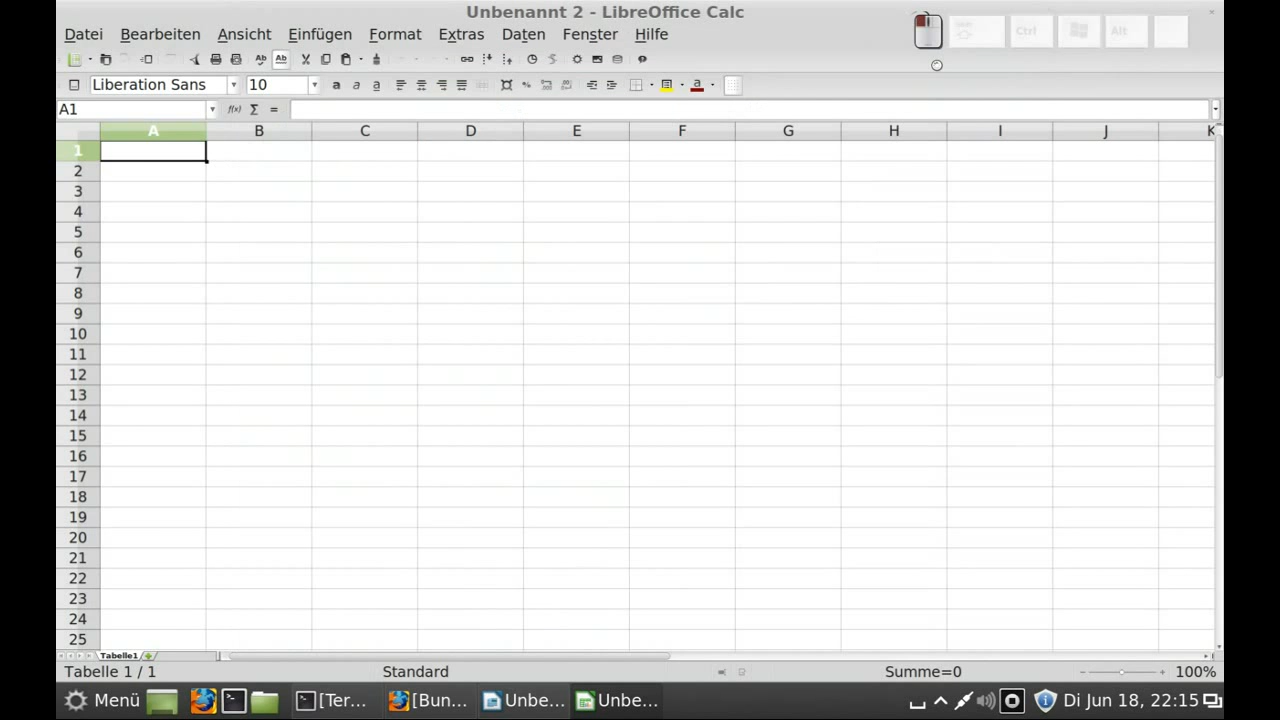 Unbenannt 2 - LibreOffice Calc
Datei Bearbeiten Ansicht Einfügen Format Extras Daten Fenster Hilfe
Ctrl Alt
Liberation Sans 10
A1
A B C D E F G H I J K
1
2
3
4
5
6
7
8
9
10
11
12
13
14
15
16
17
18
19
20
21
22
23
24
25
Tabelle1
Tabelle 1 / 1 Standard Summe=0 100%
Menü [Ter... [Bun... Unbe... Unbe... Di Jun 18, 22:15